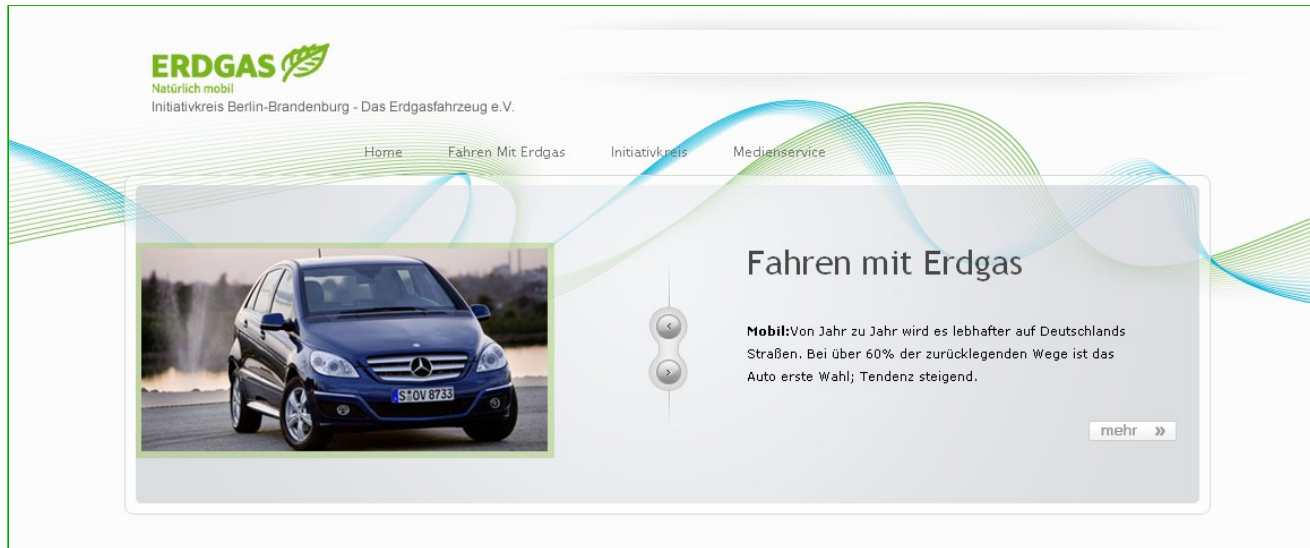 ERDGAS
Natürlich mobil
Initiativkreis Berlin-Brandenburg - Das Erdgasfahrzeug e.V.
Home Fahren Mit Erdgas Initiativkreis Medienservice
Fahren mit Erdgas
Mobil:Von Jahr zu Jahr wird es lebhafter auf Deutschlands
Straßen. Bei über 60% der zurücklegenden Wege ist das
Auto erste Wahl; Tendenz steigend.
S OV 8733
mehr »